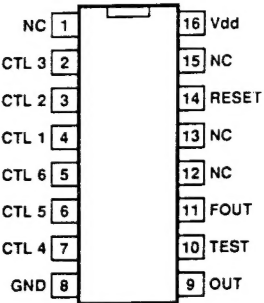 NC 1 16 Vdd
CTL 3 2 15 NC
CTL 2 3 14 RESET
CTL 1 4 13 NC
CTL 6 5 12 NC
CTL 5 6 11 FOUT
CTL 4 7 10 TEST
GND 8 9 OUT